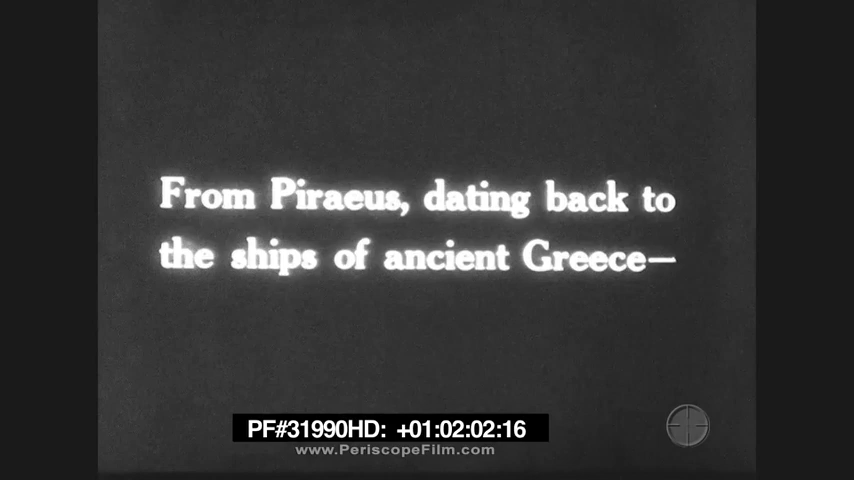 From Piraeus, dating back to
the ships of ancient Greece—
PF#31990HD: +01:02:02:16
www.PeriscopeFilm.com